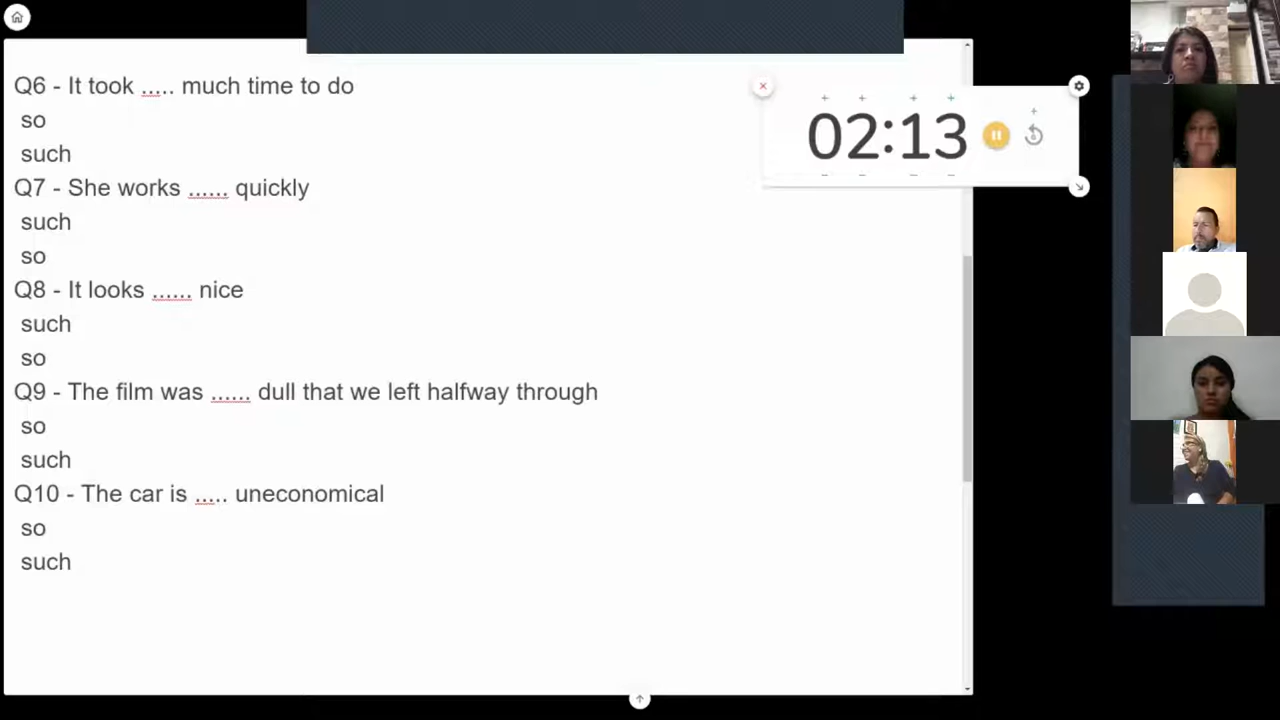 Q6 - It took ..... much time to do
so
such
Q7 - She works ...... quickly
such
so
Q8 - It looks ...... nice
such
so
Q9 - The film was ...... dull that we left halfway through
so
such
Q10 - The car is ..... uneconomical
so
such
02:13